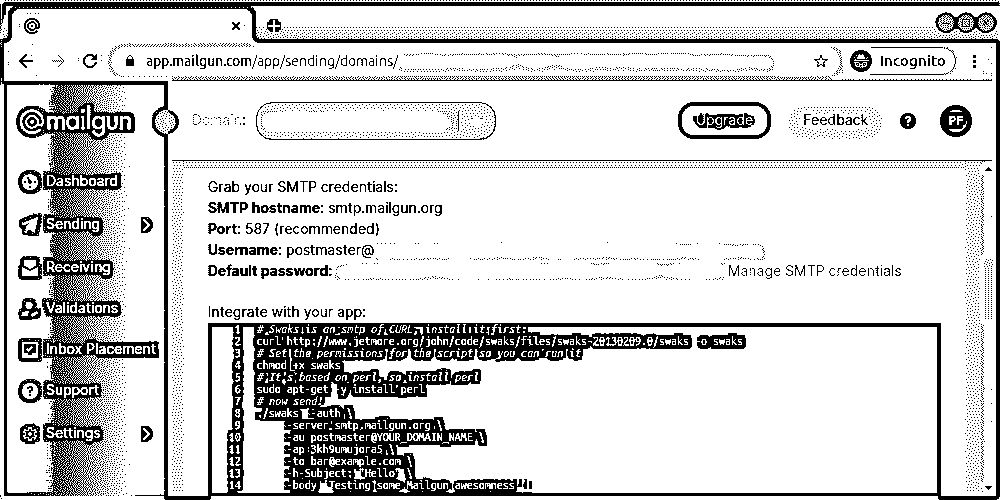 @
app.mailgun.com/app/sending/domains/
Incognito
@mailgun
Domain:
Upgrade
Feedback
?
PF
Dashboard
Sending
Receiving
Validations
Inbox Placement
Support
Settings
Grab your SMTP credentials:
SMTP hostname: smtp.mailgun.org
Port: 587 (recommended)
Username: postmaster@
Default password:
Manage SMTP credentials
Integrate with your app:
1 # Swaks is an smtp of CURL, install it first:
2 curl http://www.jetmore.org/john/code/swaks/files/swaks-20130209.0/swaks -o swaks
3 # Set the permissions for the script so you can run it
4 chmod +x swaks
5 # It's based on perl, so install perl
6 sudo apt-get -y install perl
7 # now send!
8 ./swaks --auth \
9 --server smtp.mailgun.org \
10 --au postmaster@YOUR_DOMAIN_NAME \
11 --ap 3kh9umujora5 \
12 --to bar@example.com \
13 --h-Subject: "Hello" \
14 --body 'Testing some Mailgun awesomness!'